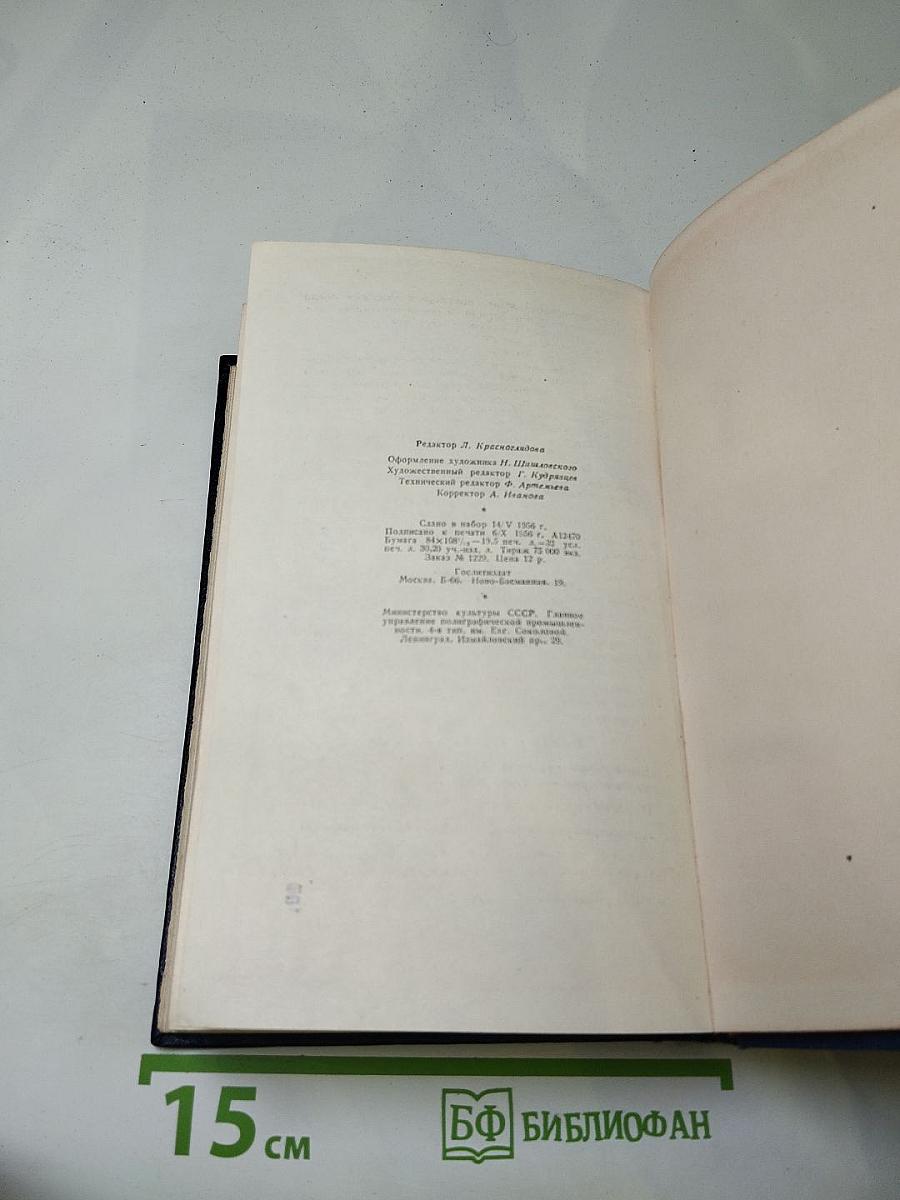 Редактор Л. Красноглядова
Оформление художника Н. Шишловского
Художественный редактор Г. Кудрявцев
Технический редактор Ф. Артемьева
Корректор А. Иванова
*
Сдано в набор 14/V 1956 г.
Подписано к печати 6/X 1956 г. А12470
Бумага 84×108¹/₃₂—19,5 печ. л.=32 усл.
печ. л. 30,20 уч.-изд. л. Тираж 75 000 экз.
Заказ № 1229. Цена 12 р.
Гослитиздат
Москва, Б-66, Ново-Басманная, 19.
*
Министерство культуры СССР. Главное
управление полиграфической промышлен-
ности. 4-я тип. им. Евг. Соколовой.
Ленинград, Измайловский пр., 29.
15 см
БФ БИБЛИОФАН